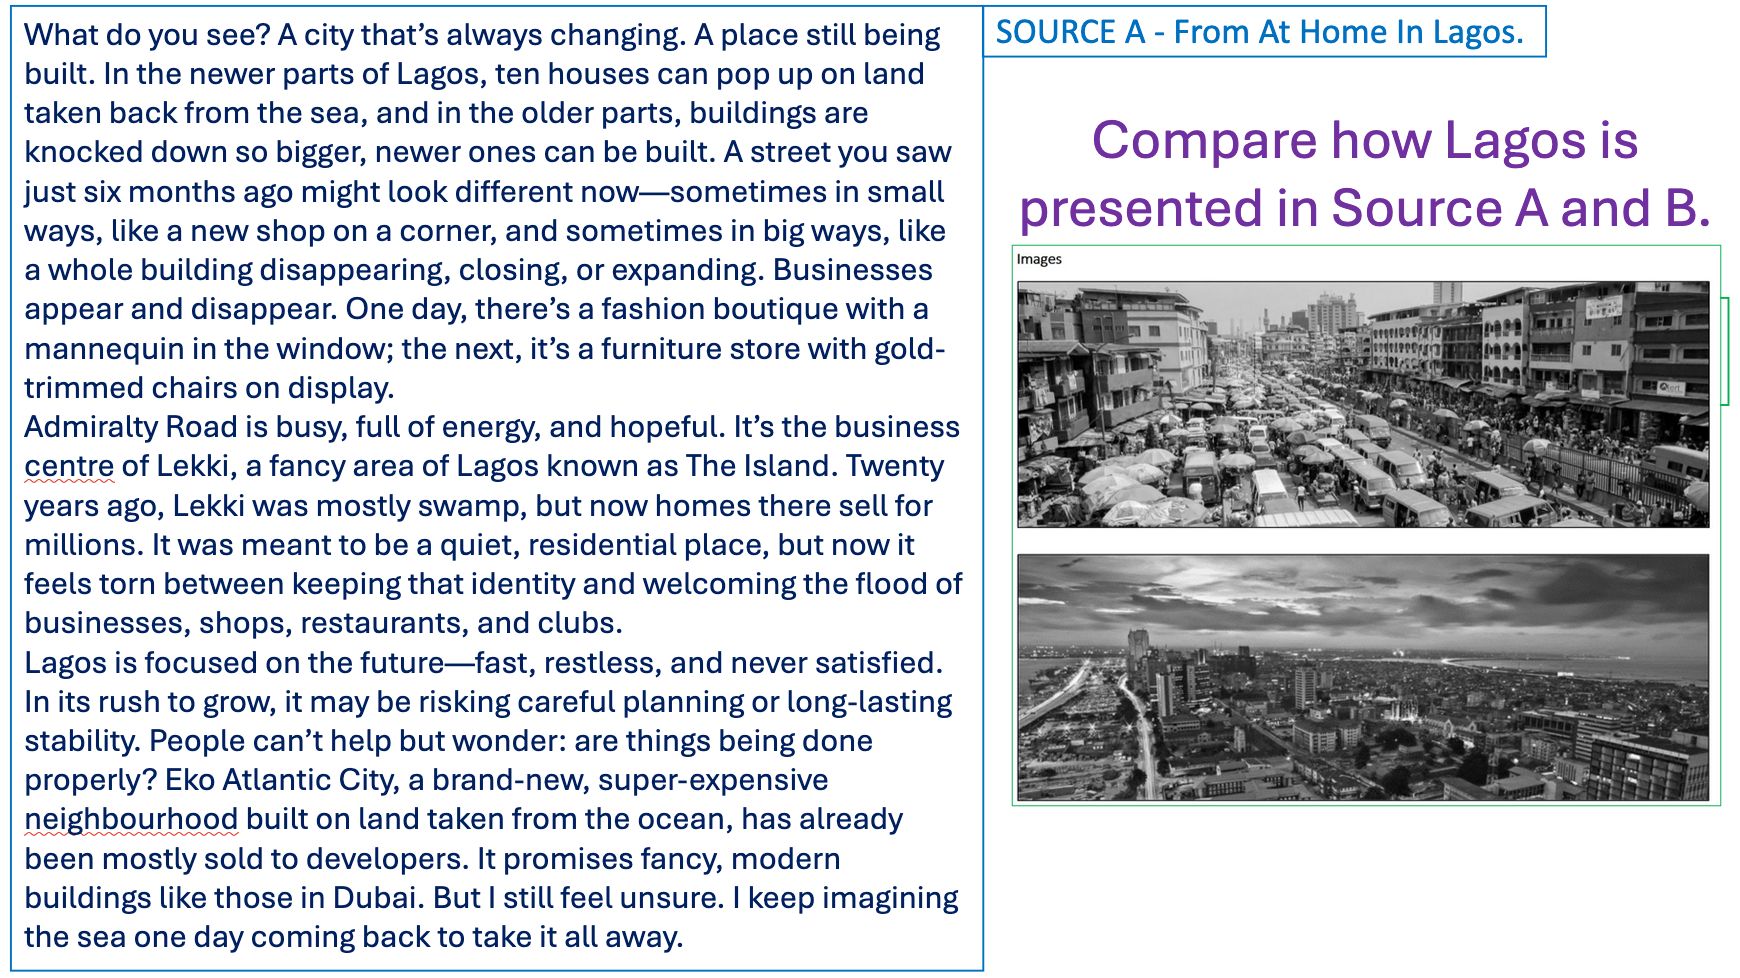 What do you see? A city that’s always changing. A place still being
built. In the newer parts of Lagos, ten houses can pop up on land
taken back from the sea, and in the older parts, buildings are
knocked down so bigger, newer ones can be built. A street you saw
just six months ago might look different now—sometimes in small
ways, like a new shop on a corner, and sometimes in big ways, like
a whole building disappearing, closing, or expanding. Businesses
appear and disappear. One day, there’s a fashion boutique with a
mannequin in the window; the next, it’s a furniture store with gold-
trimmed chairs on display.
Admiralty Road is busy, full of energy, and hopeful. It’s the business
centre of Lekki, a fancy area of Lagos known as The Island. Twenty
years ago, Lekki was mostly swamp, but now homes there sell for
millions. It was meant to be a quiet, residential place, but now it
feels torn between keeping that identity and welcoming the flood of
businesses, shops, restaurants, and clubs.
Lagos is focused on the future—fast, restless, and never satisfied.
In its rush to grow, it may be risking careful planning or long-lasting
stability. People can’t help but wonder: are things being done
properly? Eko Atlantic City, a brand-new, super-expensive
neighbourhood built on land taken from the ocean, has already
been mostly sold to developers. It promises fancy, modern
buildings like those in Dubai. But I still feel unsure. I keep imagining
the sea one day coming back to take it all away.
SOURCE A - From At Home In Lagos.
Compare how Lagos is
presented in Source A and B.
Images